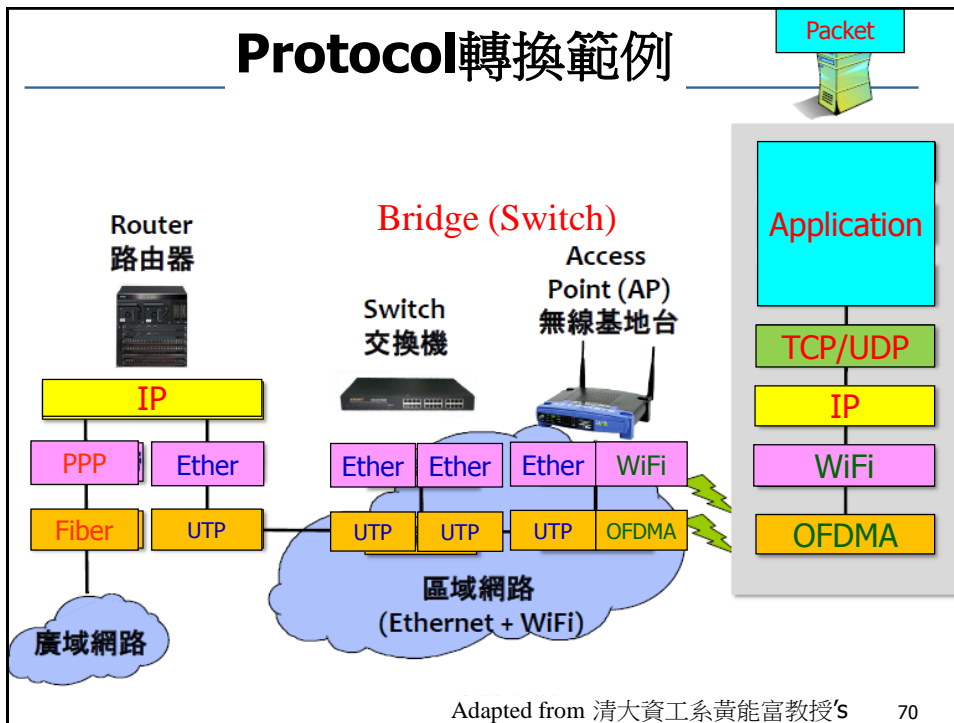 Protocol轉換範例
Packet
Router
路由器
Bridge (Switch)
Switch
交換機
Access
Point (AP)
無線基地台
Application
TCP/UDP
IP
WiFi
OFDMA
IP
PPP
Ether
Fiber
UTP
Ether
Ether
Ether
WiFi
UTP
UTP
UTP
OFDMA
區域網路
(Ethernet + WiFi)
廣域網路
Adapted from 清大資工系黃能富教授's
70